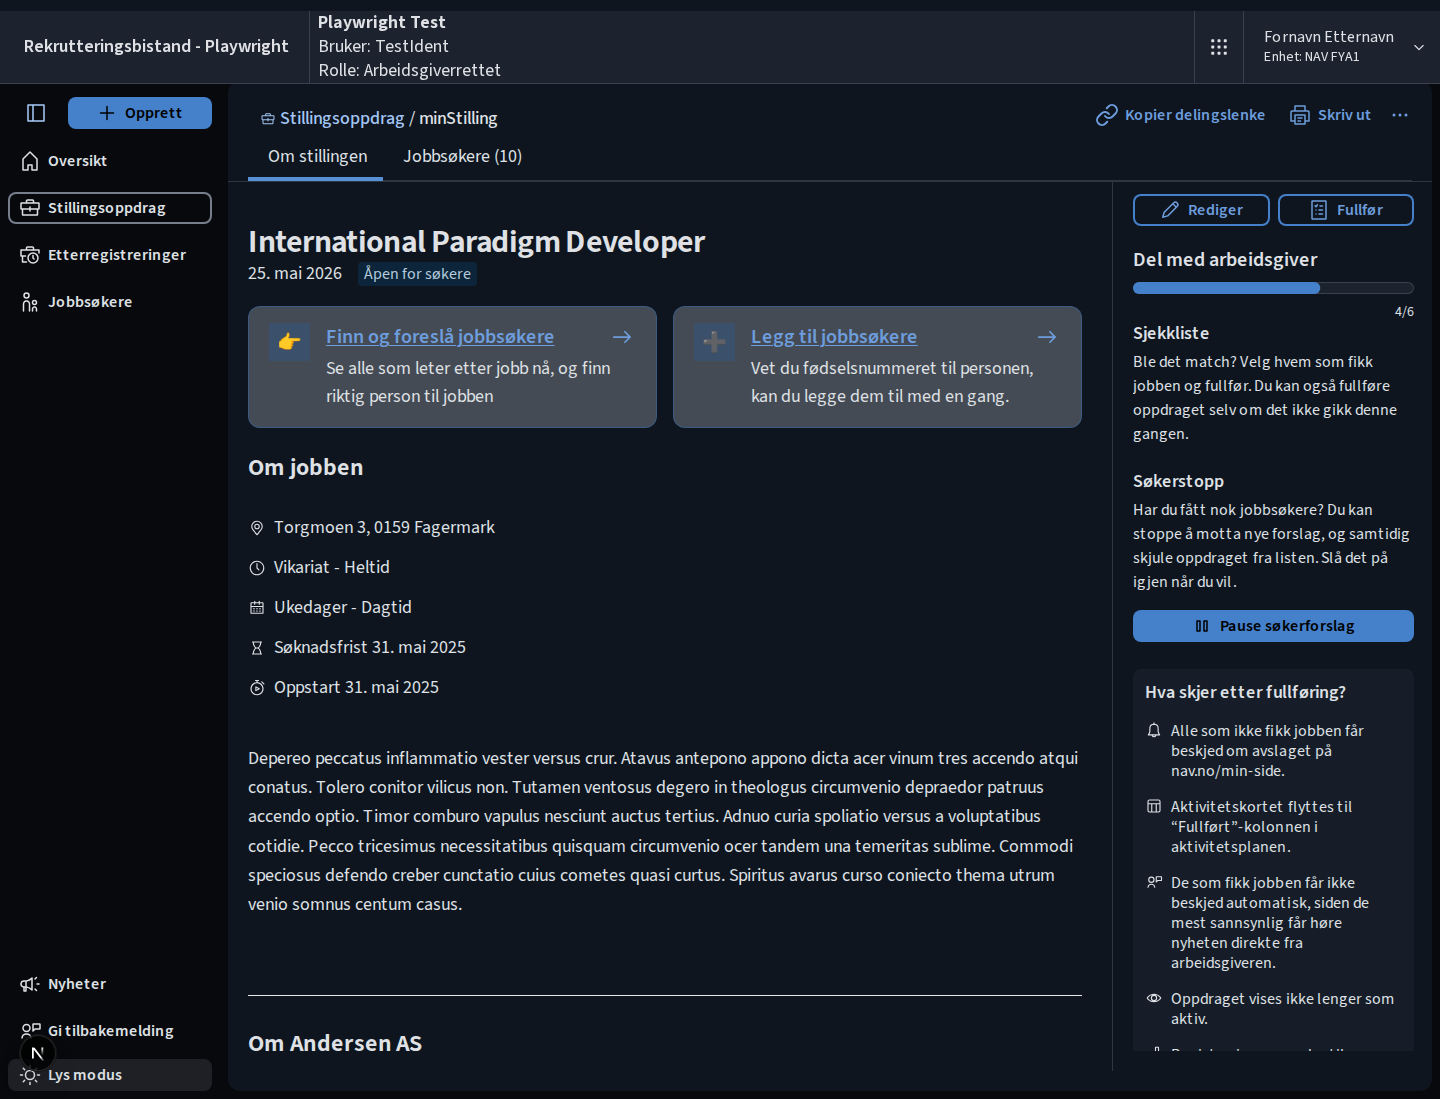 Rekrutteringsbistand - Playwright
Playwright Test
Bruker: TestIdent
Rolle: Arbeidsgiverrettet
Fornavn Etternavn
Enhet: NAV FYA1
Opprett
Oversikt
Stillingsoppdrag
Etterregistreringer
Jobbsøkere
Nyheter
Gi tilbakemelding
N
Lys modus
Stillingsoppdrag / minStilling
Kopier delingslenke
Skriv ut
Om stillingen
Jobbsøkere (10)
International Paradigm Developer
25. mai 2026
Åpen for søkere
Finn og foreslå jobbsøkere
Se alle som leter etter jobb nå, og finn
riktig person til jobben
Legg til jobbsøkere
Vet du fødselsnummeret til personen,
kan du legge dem til med en gang.
Om jobben
Torgmoen 3, 0159 Fagermark
Vikariat - Heltid
Ukedager - Dagtid
Søknadsfrist 31. mai 2025
Oppstart 31. mai 2025
Depereo peccatus inflammatio vester versus crur. Atavus antepono appono dicta acer vinum tres accendo atqui
conatus. Tolero conitor vilicus non. Tutamen ventosus degero in theologus circumvenio depraedor patruus
accendo optio. Timor comburo vapulus nesciunt auctus tertius. Adnuo curia spoliatio versus a voluptatibus
cotidie. Pecco tricesimus necessitatibus quisquam circumvenio ocer tandem una temeritas sublime. Commodi
speciosus defendo creber cunctatio cuius cometes quasi curtus. Spiritus avarus curso coniecto thema utrum
venio somnus centum casus.
Om Andersen AS
Rediger
Fullfør
Del med arbeidsgiver
4/6
Sjekkliste
Ble det match? Velg hvem som fikk
jobben og fullfør. Du kan også fullføre
oppdraget selv om det ikke gikk denne
gangen.
Søkerstopp
Har du fått nok jobbsøkere? Du kan
stoppe å motta nye forslag, og samtidig
skjule oppdraget fra listen. Slå det på
igjen når du vil.
Pause søkerforslag
Hva skjer etter fullføring?
Alle som ikke fikk jobben får
beskjed om avslaget på
nav.no/min-side.
Aktivitetskortet flyttes til
“Fullført”-kolonnen i
aktivitetsplanen.
De som fikk jobben får ikke
beskjed automatisk, siden de
mest sannsynlig får høre
nyheten direkte fra
arbeidsgiveren.
Oppdraget vises ikke lenger som
aktiv.